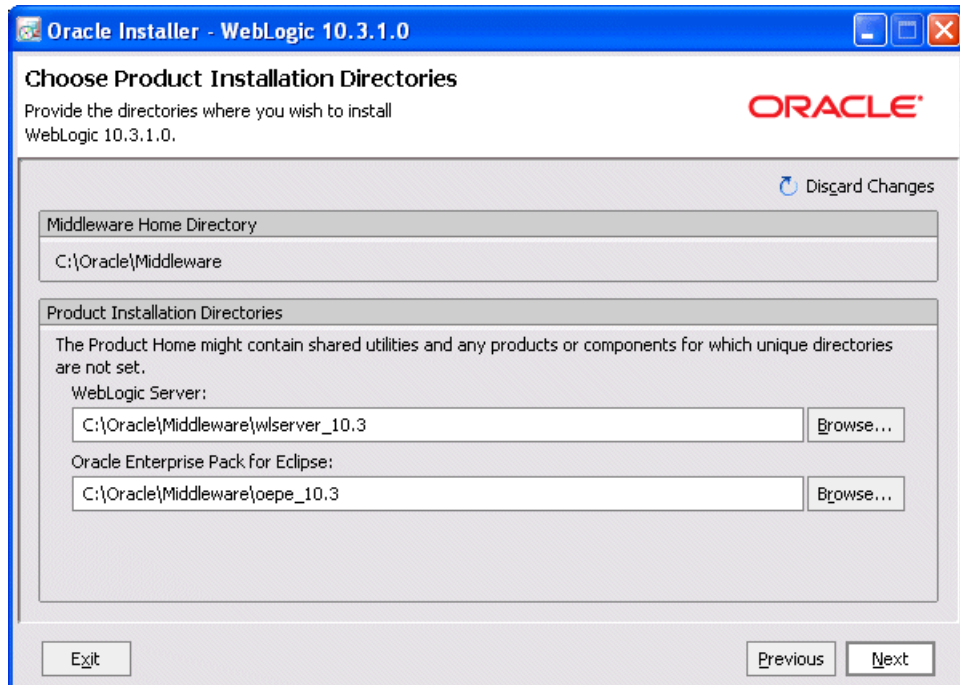 Oracle Installer - WebLogic 10.3.1.0
Choose Product Installation Directories
Provide the directories where you wish to install
WebLogic 10.3.1.0.
ORACLE
Discard Changes
Middleware Home Directory
C:\Oracle\Middleware
Product Installation Directories
The Product Home might contain shared utilities and any products or components for which unique directories
are not set.
WebLogic Server:
C:\Oracle\Middleware\wlserver_10.3
Browse...
Oracle Enterprise Pack for Eclipse:
C:\Oracle\Middleware\oepe_10.3
Browse...
Exit
Previous
Next